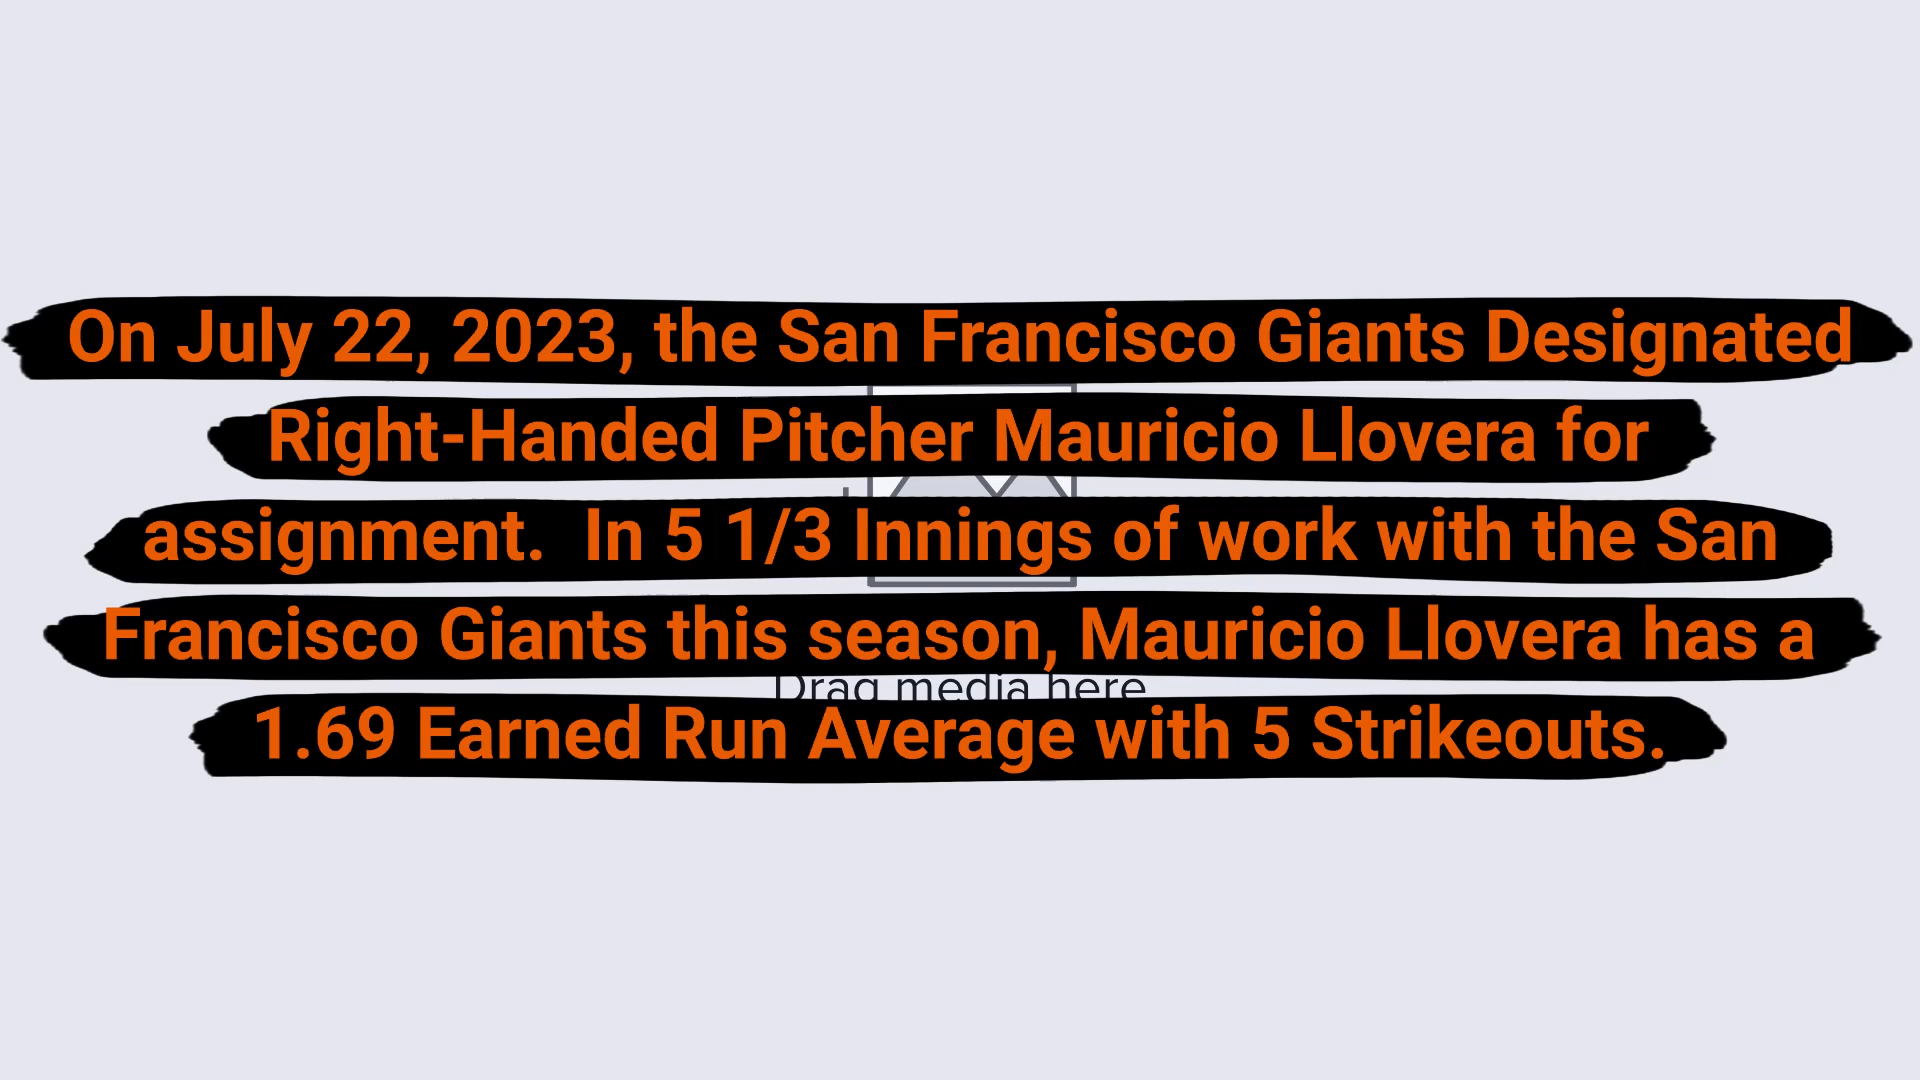 On July 22, 2023, the San Francisco Giants Designated
Right-Handed Pitcher Mauricio Llovera for
assignment.  In 5 1/3 Innings of work with the San
Francisco Giants this season, Mauricio Llovera has a
Drag media here
1.69 Earned Run Average with 5 Strikeouts.